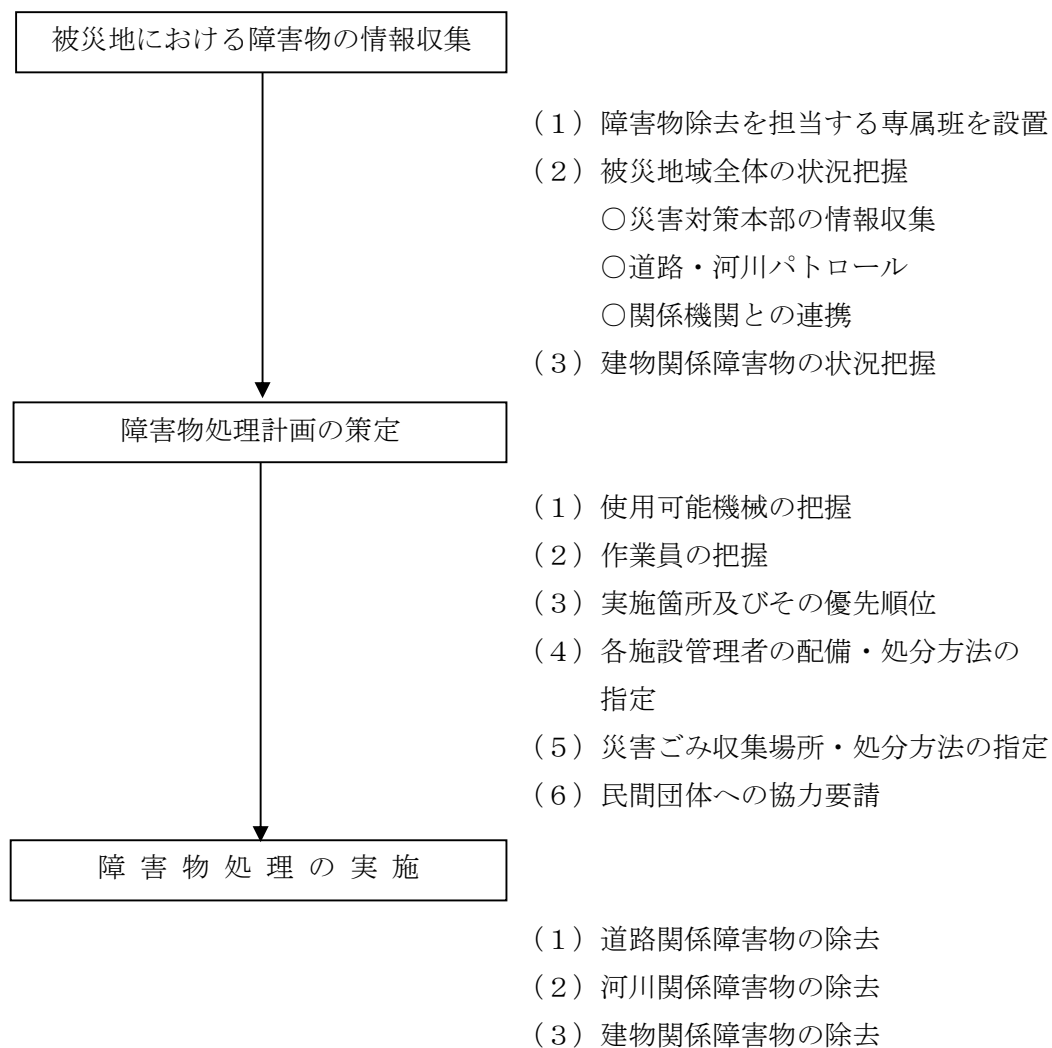 被災地における障害物の情報収集
（１）障害物除去を担当する専属班を設置
（２）被災地域全体の状況把握
○災害対策本部の情報収集
○道路・河川パトロール
○関係機関との連携
（３）建物関係障害物の状況把握
障害物処理計画の策定
（１）使用可能機械の把握
（２）作業員の把握
（３）実施箇所及びその優先順位
（４）各施設管理者の配備・処分方法の
指定
（５）災害ごみ収集場所・処分方法の指定
（６）民間団体への協力要請
障 害 物 処 理 の 実 施
（１）道路関係障害物の除去
（２）河川関係障害物の除去
（３）建物関係障害物の除去